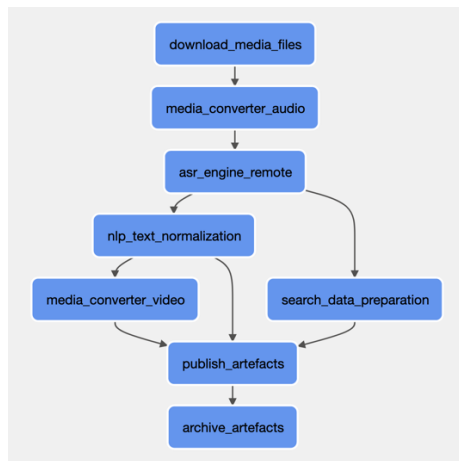 download_media_files
media_converter_audio
asr_engine_remote
nlp_text_normalization
media_converter_video
search_data_preparation
publish_artefacts
archive_artefacts